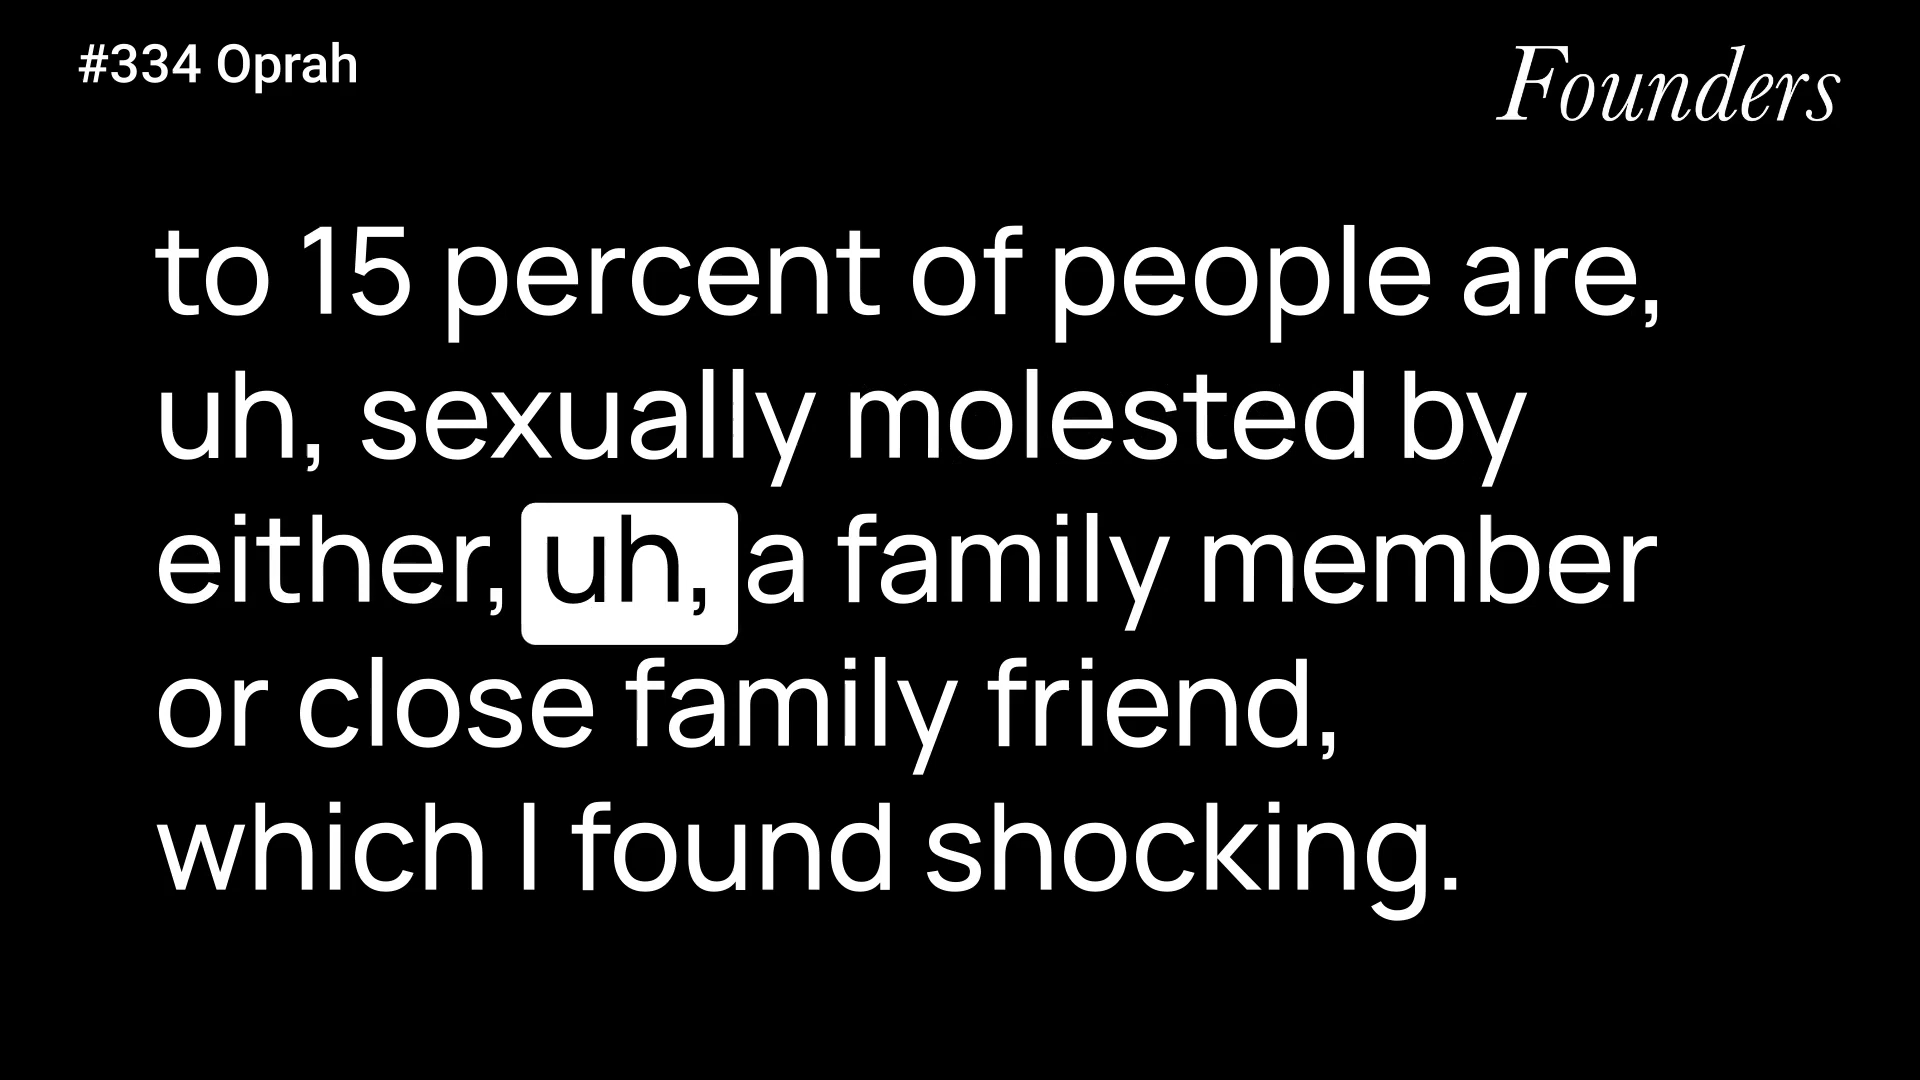 #334 Oprah
Founders
to 15 percent of people are,
uh, sexually molested by
either, uh, a family member
or close family friend,
which I found shocking.